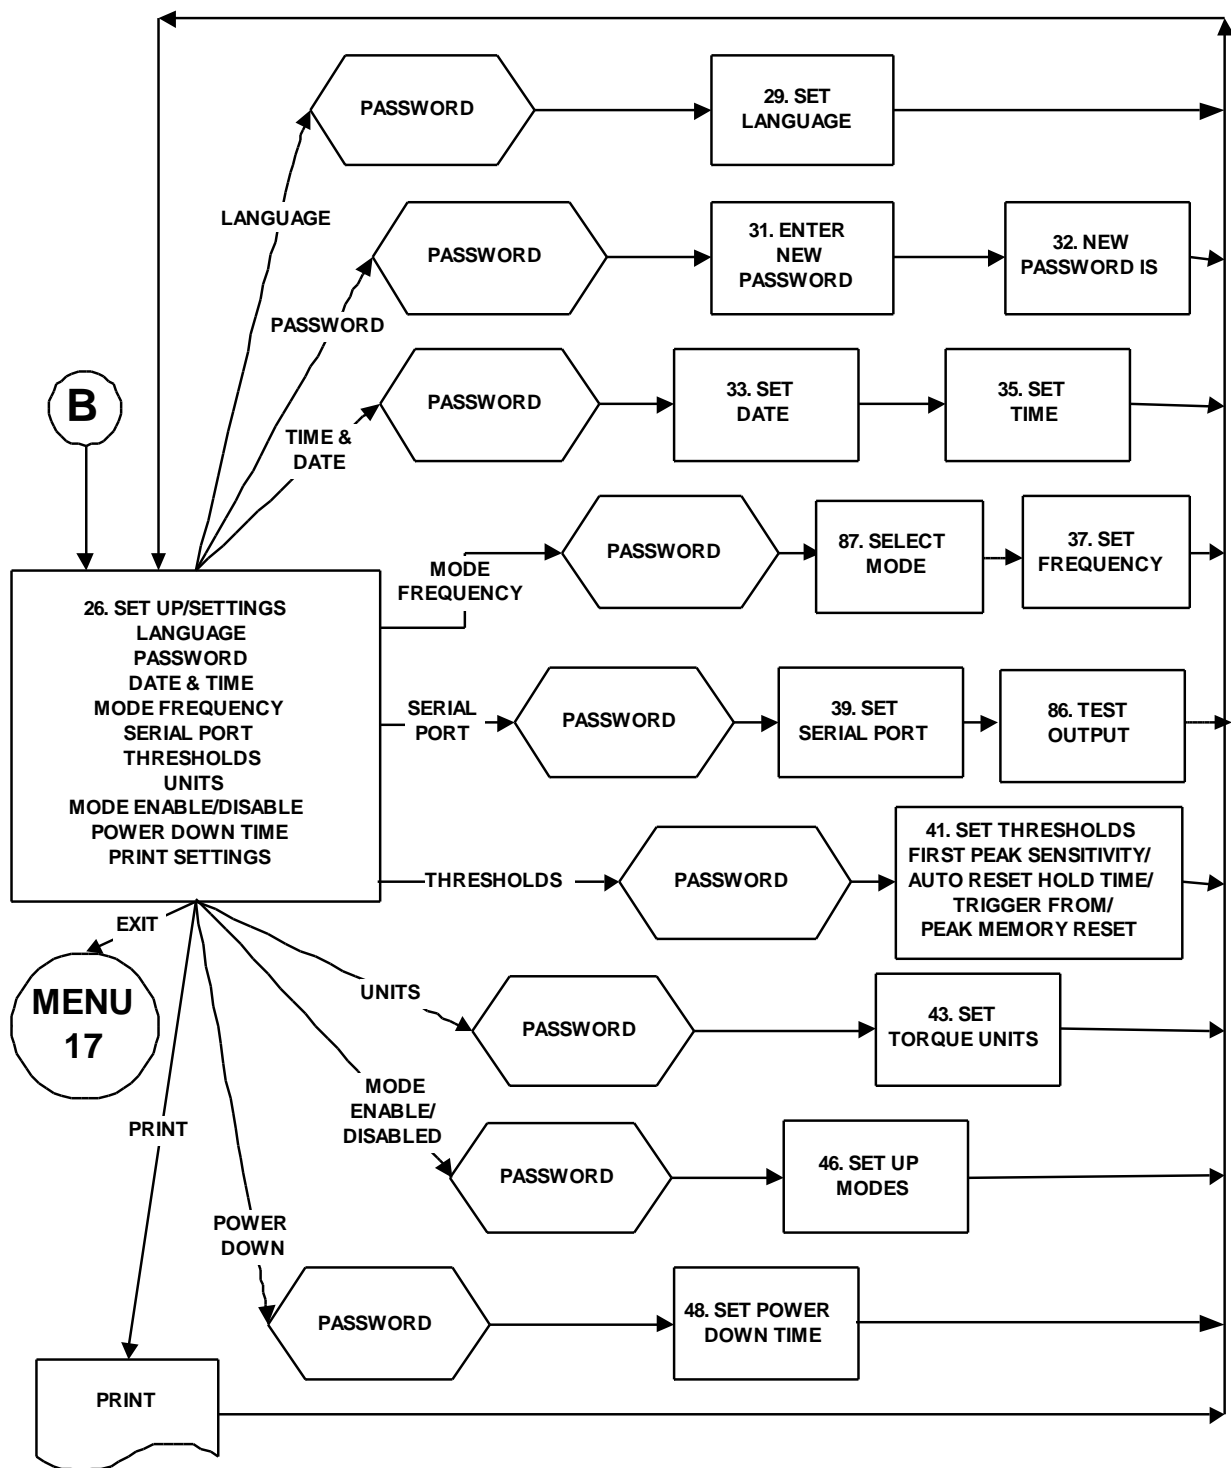 PASSWORD
29. SET
LANGUAGE
LANGUAGE
PASSWORD
31. ENTER
NEW
PASSWORD
32. NEW
PASSWORD IS
PASSWORD
B
PASSWORD
33. SET
DATE
35. SET
TIME
TIME &
DATE
MODE
FREQUENCY
PASSWORD
87. SELECT
MODE
37. SET
FREQUENCY
26. SET UP/SETTINGS
LANGUAGE
PASSWORD
DATE & TIME
MODE FREQUENCY
SERIAL PORT
THRESHOLDS
UNITS
MODE ENABLE/DISABLE
POWER DOWN TIME
PRINT SETTINGS
SERIAL
PORT
PASSWORD
39. SET
SERIAL PORT
86. TEST
OUTPUT
THRESHOLDS
PASSWORD
41. SET THRESHOLDS
FIRST PEAK SENSITIVITY/
AUTO RESET HOLD TIME/
TRIGGER FROM/
PEAK MEMORY RESET
EXIT
MENU
17
UNITS
PASSWORD
43. SET
TORQUE UNITS
MODE
ENABLE/
DISABLED
PASSWORD
46. SET UP
MODES
PRINT
POWER
DOWN
PASSWORD
48. SET POWER
DOWN TIME
PRINT